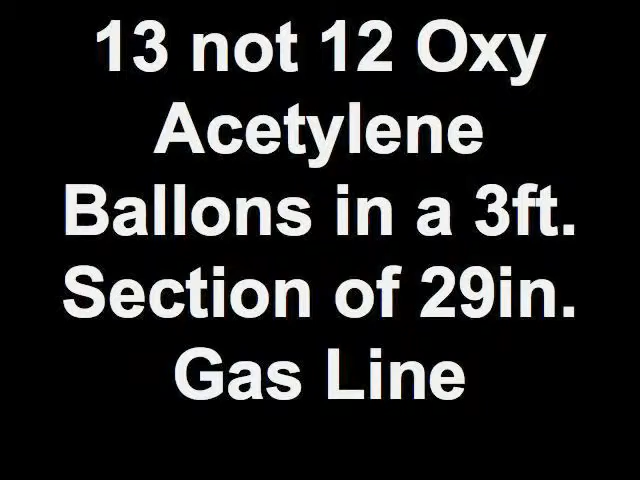 13 not 12 Oxy
Acetylene
Ballons in a 3ft.
Section of 29in.
Gas Line